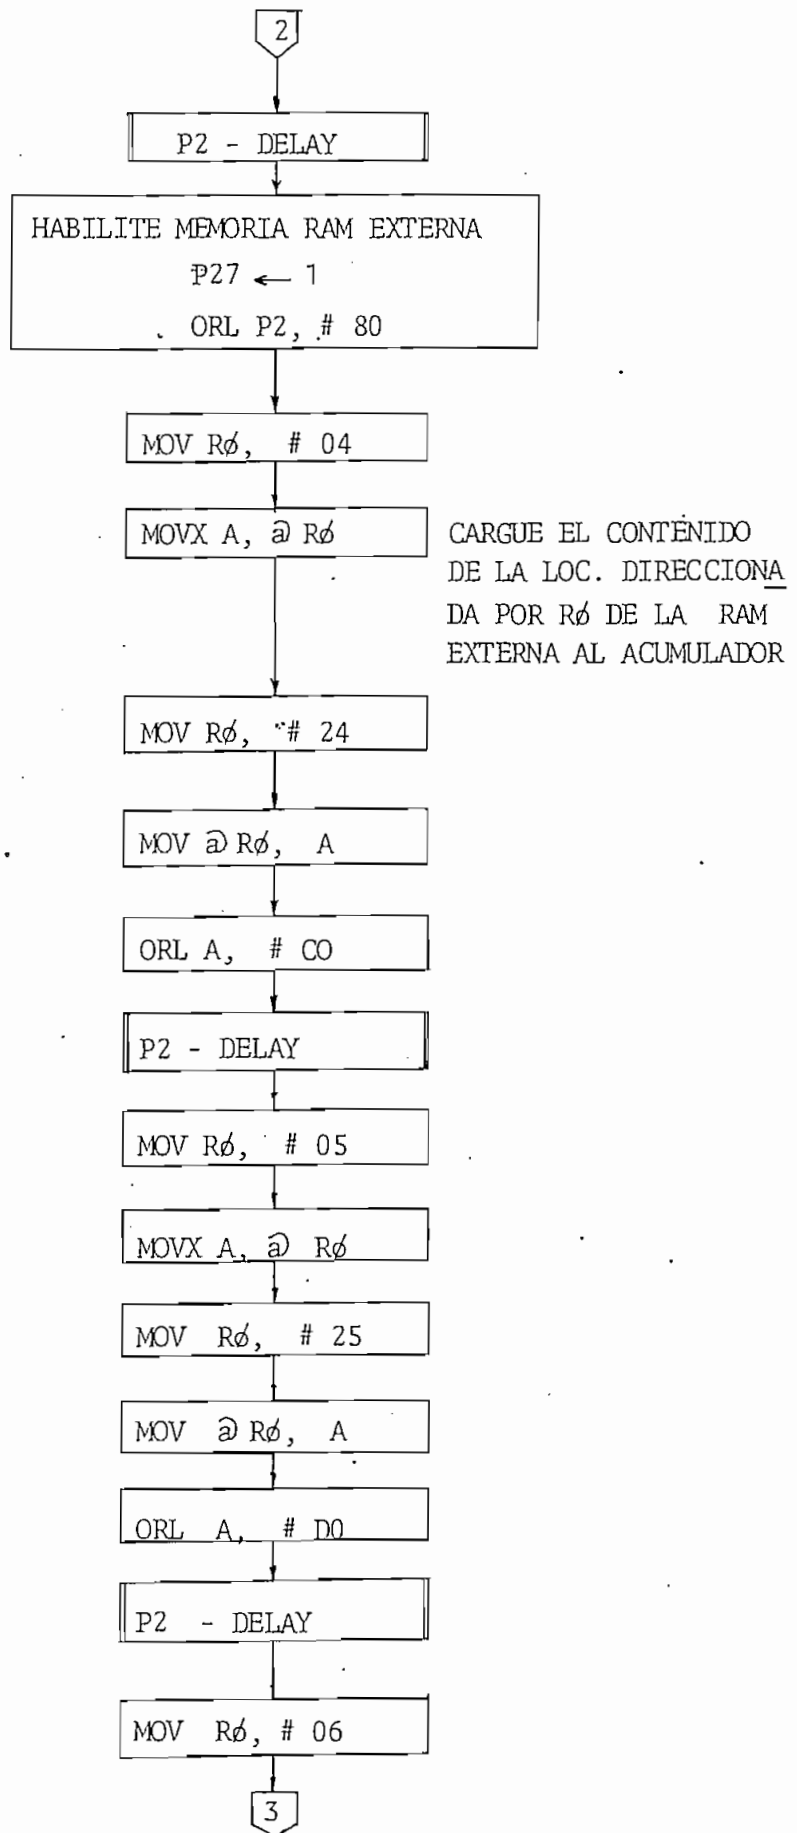 2
P2 - DELAY
HABILITE MEMORIA RAM EXTERNA
P27 ← 1
ORL P2, # 80
MOV RØ, # 04
MOVX A, @ RØ
CARGUE EL CONTENIDO
DE LA LOC. DIRECCIONA
DA POR RØ DE LA RAM
EXTERNA AL ACUMULADOR
MOV RØ, # 24
MOV @ RØ, A
ORL A, # CO
P2 - DELAY
MOV RØ, # 05
MOVX A, @ RØ
MOV RØ, # 25
MOV @ RØ, A
ORL A, # D0
P2 - DELAY
MOV RØ, # 06
3